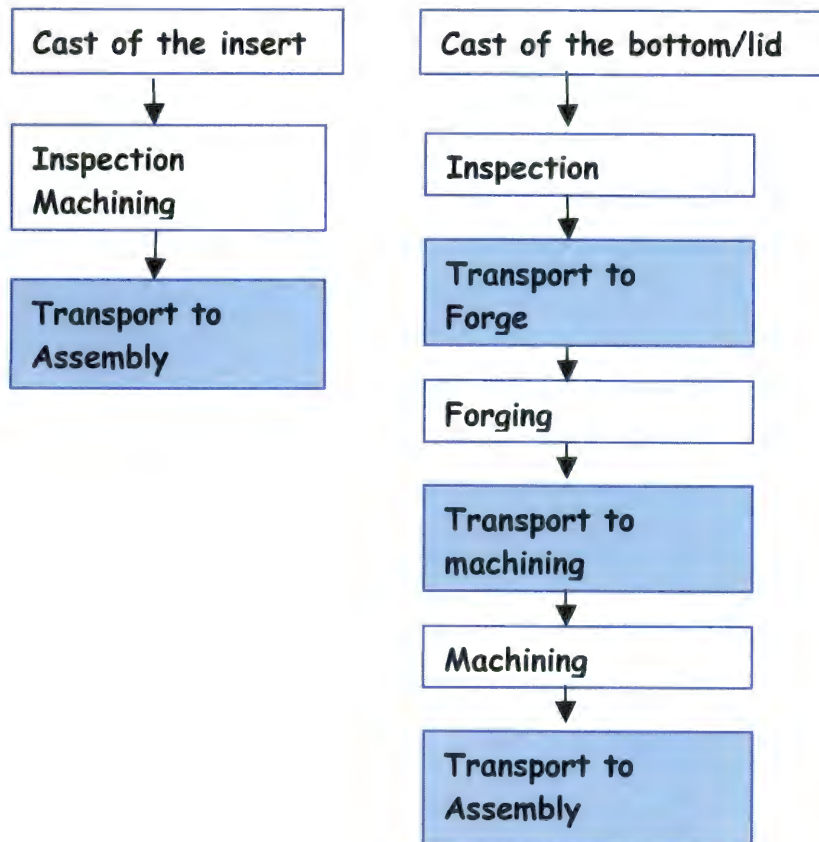 Cast of the insert
Inspection
Machining
Transport to
Assembly
Cast of the bottom/lid
Inspection
Transport to
Forge
Forging
Transport to
machining
Machining
Transport to
Assembly